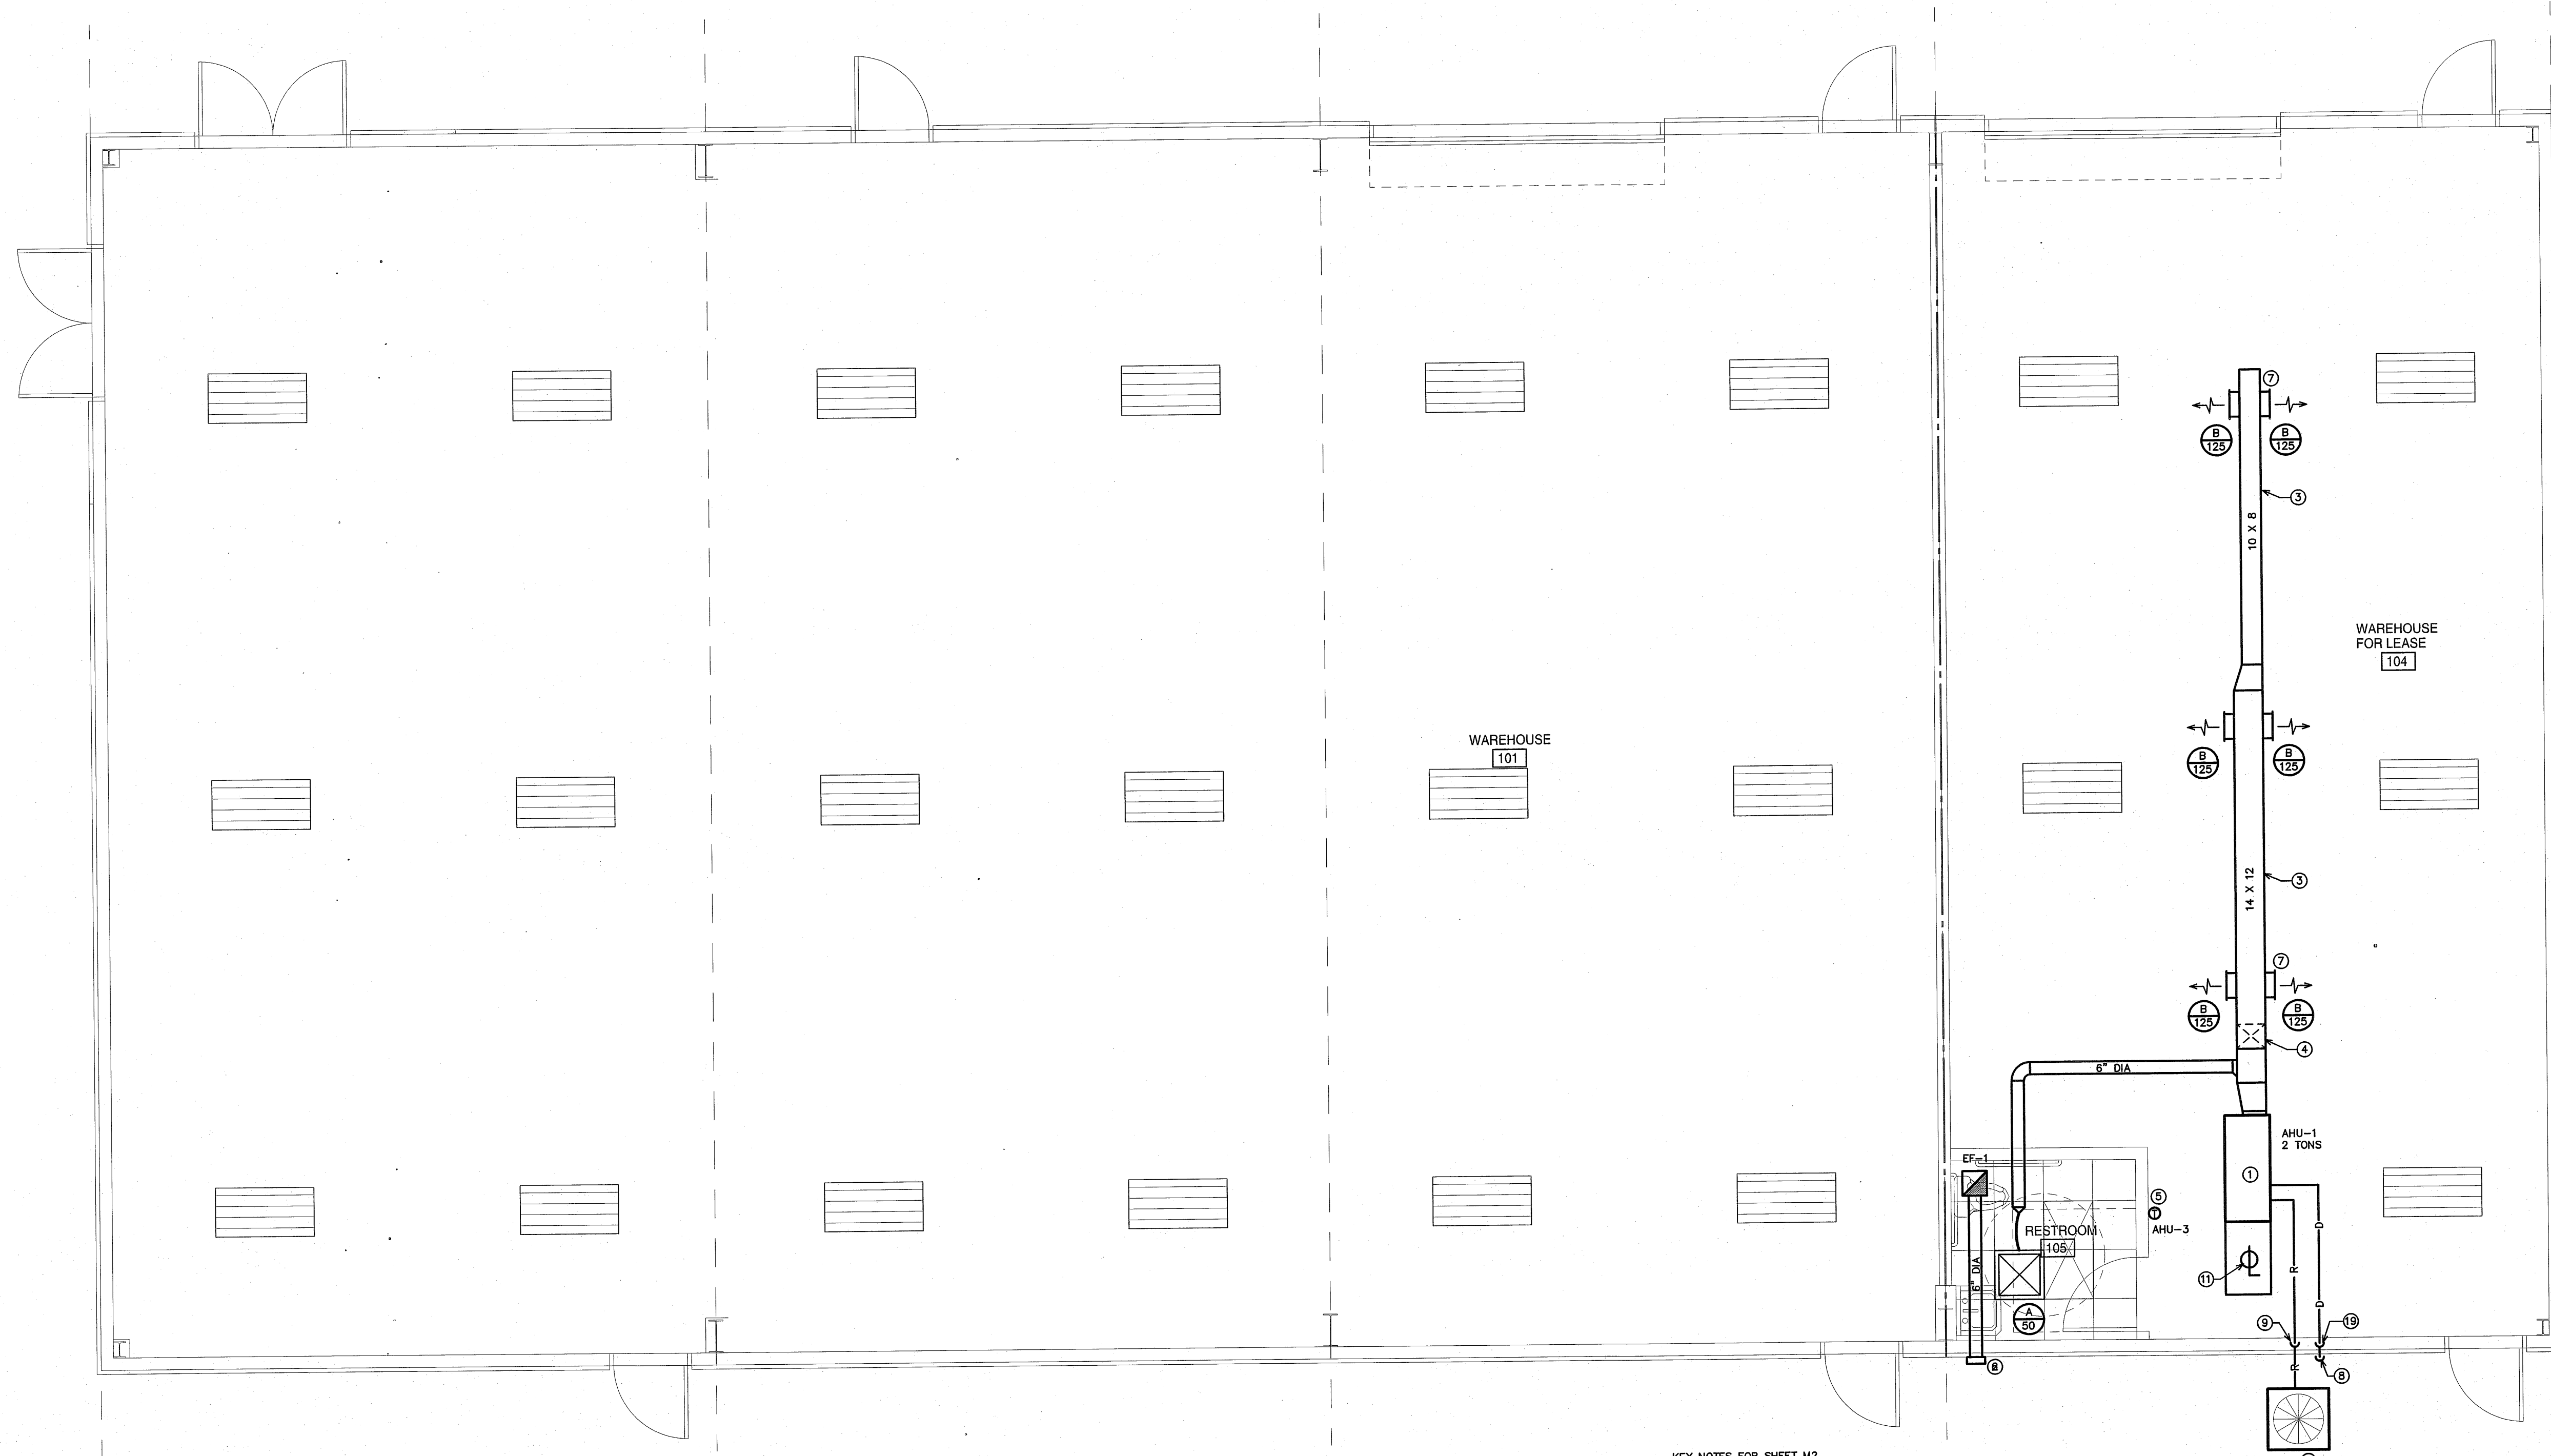 7
B
125
B
125
3
10 X 8
WAREHOUSE
FOR LEASE
104
WAREHOUSE
101
B
125
B
125
3
14 X 12
7
B
125
B
125
4
6" DIA
AHU-1
2 TONS
EF-1
1
5
T
AHU-3
RESTROOM
105
D
R
6" DIA
11
D
A
50
9
19
R
8
KEY NOTES FOR SHEET M2